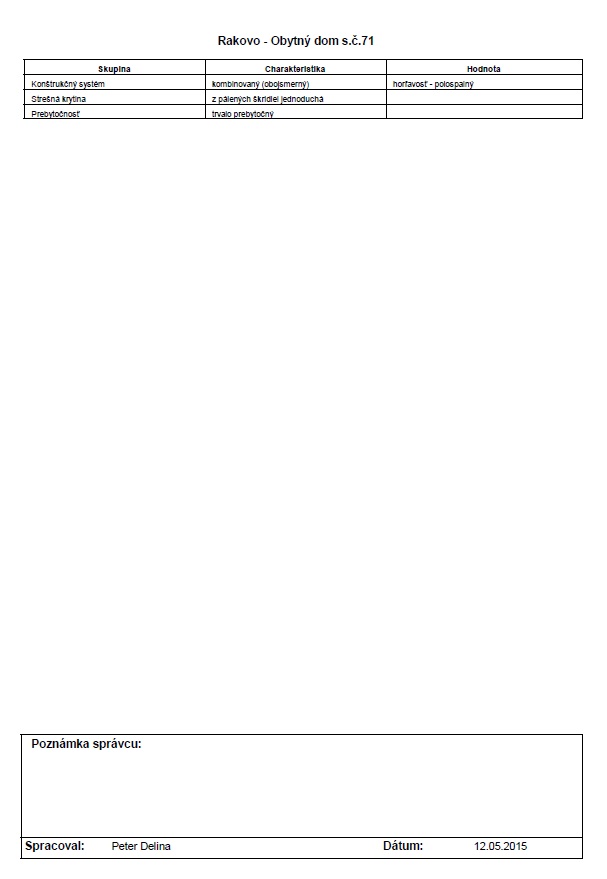 Rakovo - Obytný dom s.č.71
Skupina Charakteristika Hodnota
Konštrukčný systém kombinovaný (obojsmerný) horľavosť - polospalný
Strešná krytina z pálených škridiel jednoduchá
Prebytočnosť trvalo prebytočný
Poznámka správcu:
Spracoval: Peter Delina Dátum: 12.05.2015